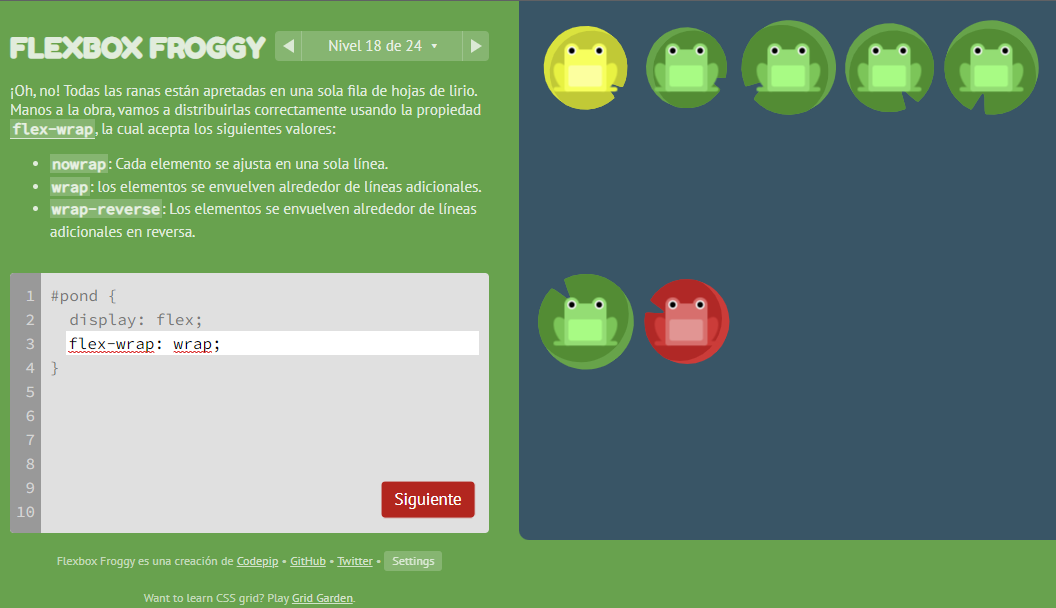 FLEXBOX FROGGY
Nivel 18 de 24
¡Oh, no! Todas las ranas están apretadas en una sola fila de hojas de lirio.
Manos a la obra, vamos a distribuirlas correctamente usando la propiedad
flex-wrap, la cual acepta los siguientes valores:
• nowrap: Cada elemento se ajusta en una sola línea.
• wrap: los elementos se envuelven alrededor de líneas adicionales.
• wrap-reverse: Los elementos se envuelven alrededor de líneas
adicionales en reversa.
1 #pond {
2 display: flex;
3 flex-wrap: wrap;
4 }
5
6
7
8
9
10
Siguiente
Flexbox Froggy es una creación de Codepip • GitHub • Twitter • Settings
Want to learn CSS grid? Play Grid Garden.